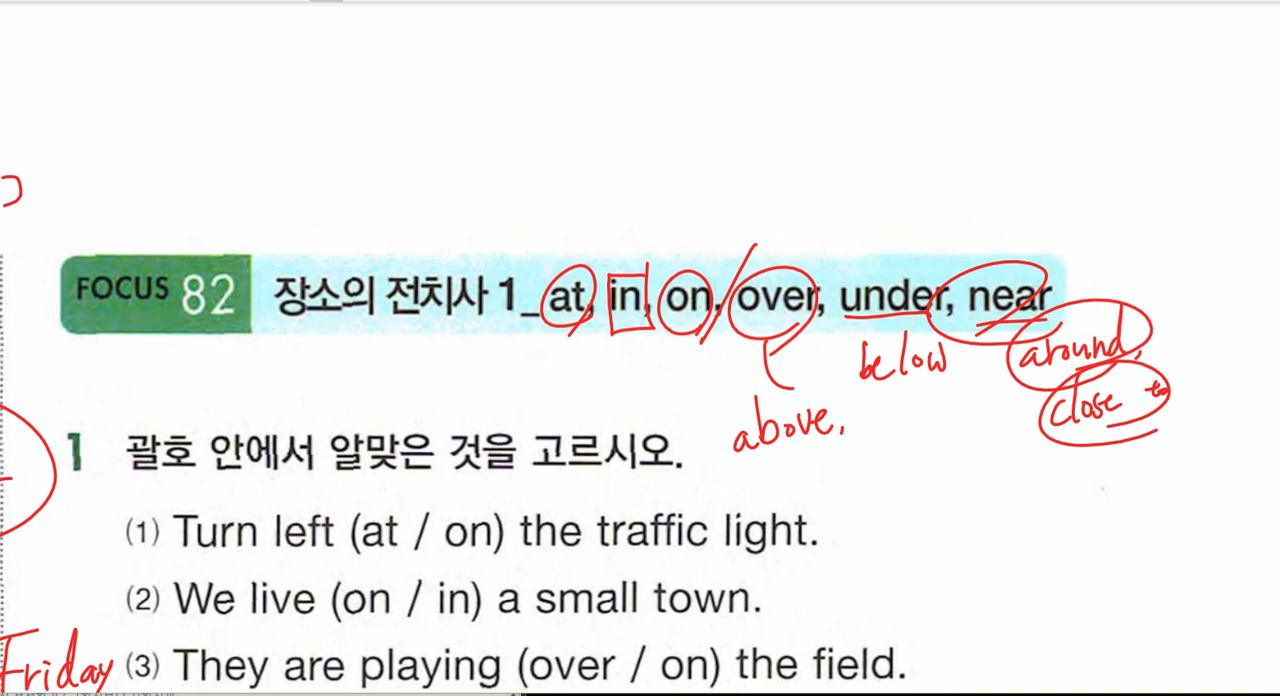 FOCUS 82 장소의 전치사 1_at, in, on, over, under, near
below
around,
close to
above,
1 괄호 안에서 알맞은 것을 고르시오.
(1) Turn left (at / on) the traffic light.
(2) We live (on / in) a small town.
Friday
(3) They are playing (over / on) the field.